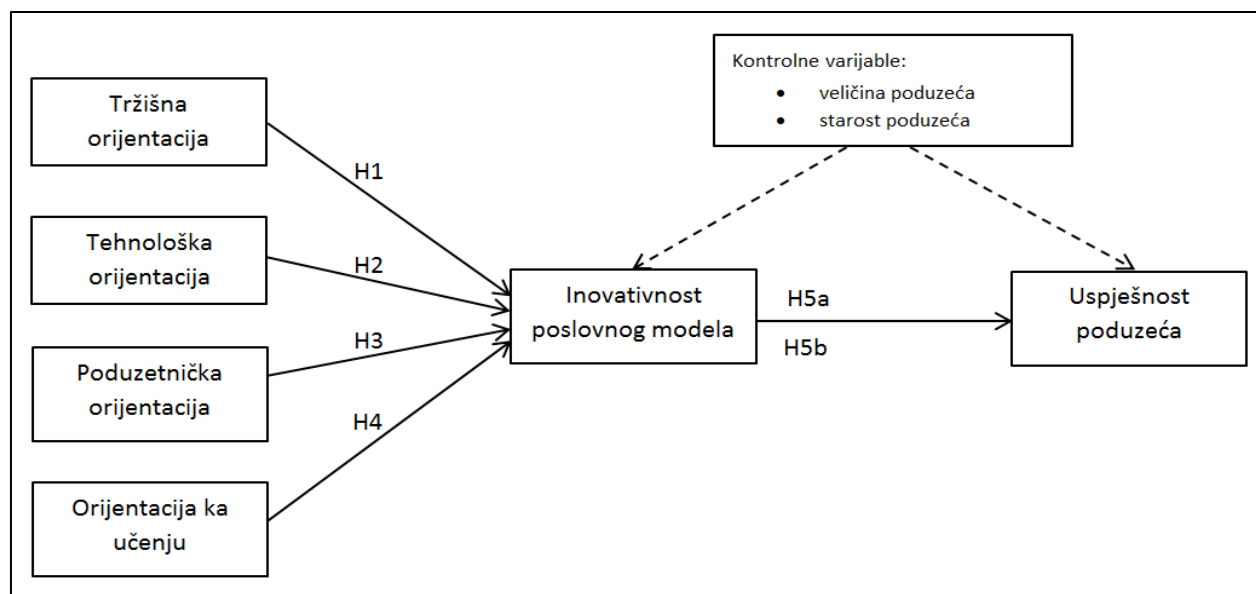 Kontrolne varijable:
• veličina poduzeća
• starost poduzeća
Tržišna
orijentacija
H1
Tehnološka
orijentacija
H2
Poduzetnička
orijentacija
H3
Orijentacija ka
učenju
H4
Inovativnost
poslovnog modela
H5a
H5b
Uspješnost
poduzeća